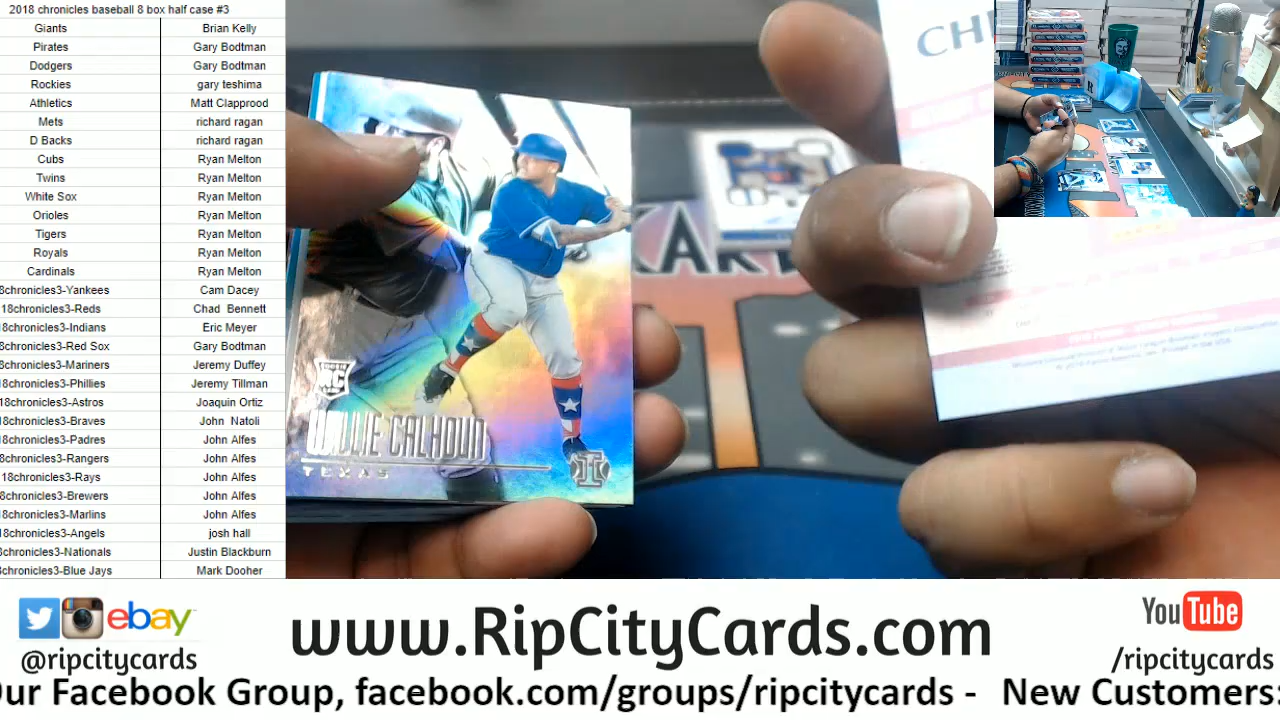 2018 chronicles baseball 8 box half case #3
Giants Brian Kelly
Pirates Gary Bodtman
Dodgers Gary Bodtman
Rockies gary teshima
Athletics Matt Clapprood
Mets richard ragan
D Backs richard ragan
Cubs Ryan Melton
Twins Ryan Melton
White Sox Ryan Melton
Orioles Ryan Melton
Tigers Ryan Melton
Royals Ryan Melton
Cardinals Ryan Melton
8chronicles3-Yankees Cam Dacey
18chronicles3-Reds Chad Bennett
18chronicles3-Indians Eric Meyer
8chronicles3-Red Sox Gary Bodtman
8chronicles3-Mariners Jeremy Duffey
18chronicles3-Phillies Jeremy Tillman
18chronicles3-Astros Joaquin Ortiz
18chronicles3-Braves John Natoli
18chronicles3-Padres John Alfes
8chronicles3-Rangers John Alfes
18chronicles3-Rays John Alfes
8chronicles3-Brewers John Alfes
18chronicles3-Marlins John Alfes
18chronicles3-Angels josh hall
8chronicles3-Nationals Justin Blackburn
8chronicles3-Blue Jays Mark Dooher
CH
RC
WILLIE CALHOUN
TEXAS
ebay
@ripcitycards
www.RipCityCards.com
YouTube
/ripcitycards
Our Facebook Group, facebook.com/groups/ripcitycards - New Customers: